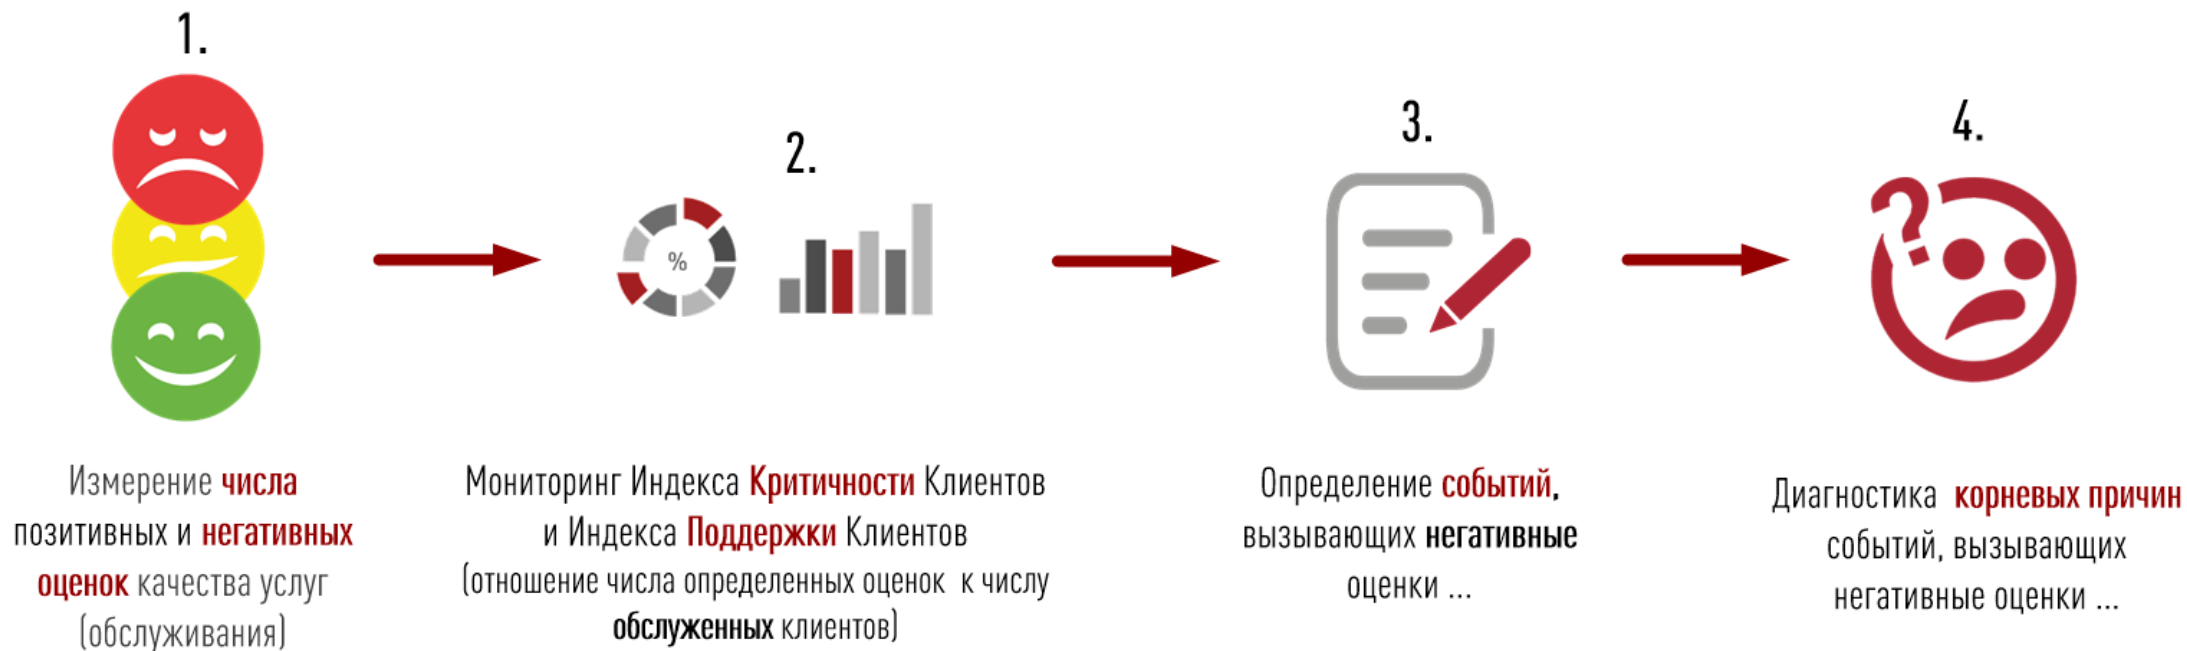 1.
Измерение числа
позитивных и негативных
оценок качества услуг
(обслуживания)
2.
%
Мониторинг Индекса Критичности Клиентов
и Индекса Поддержки Клиентов
(отношение числа определенных оценок к числу
обслуженных клиентов)
3.
Определение событий,
вызывающих негативные
оценки ...
4.
?
Диагностика корневых причин
событий, вызывающих
негативные оценки ...